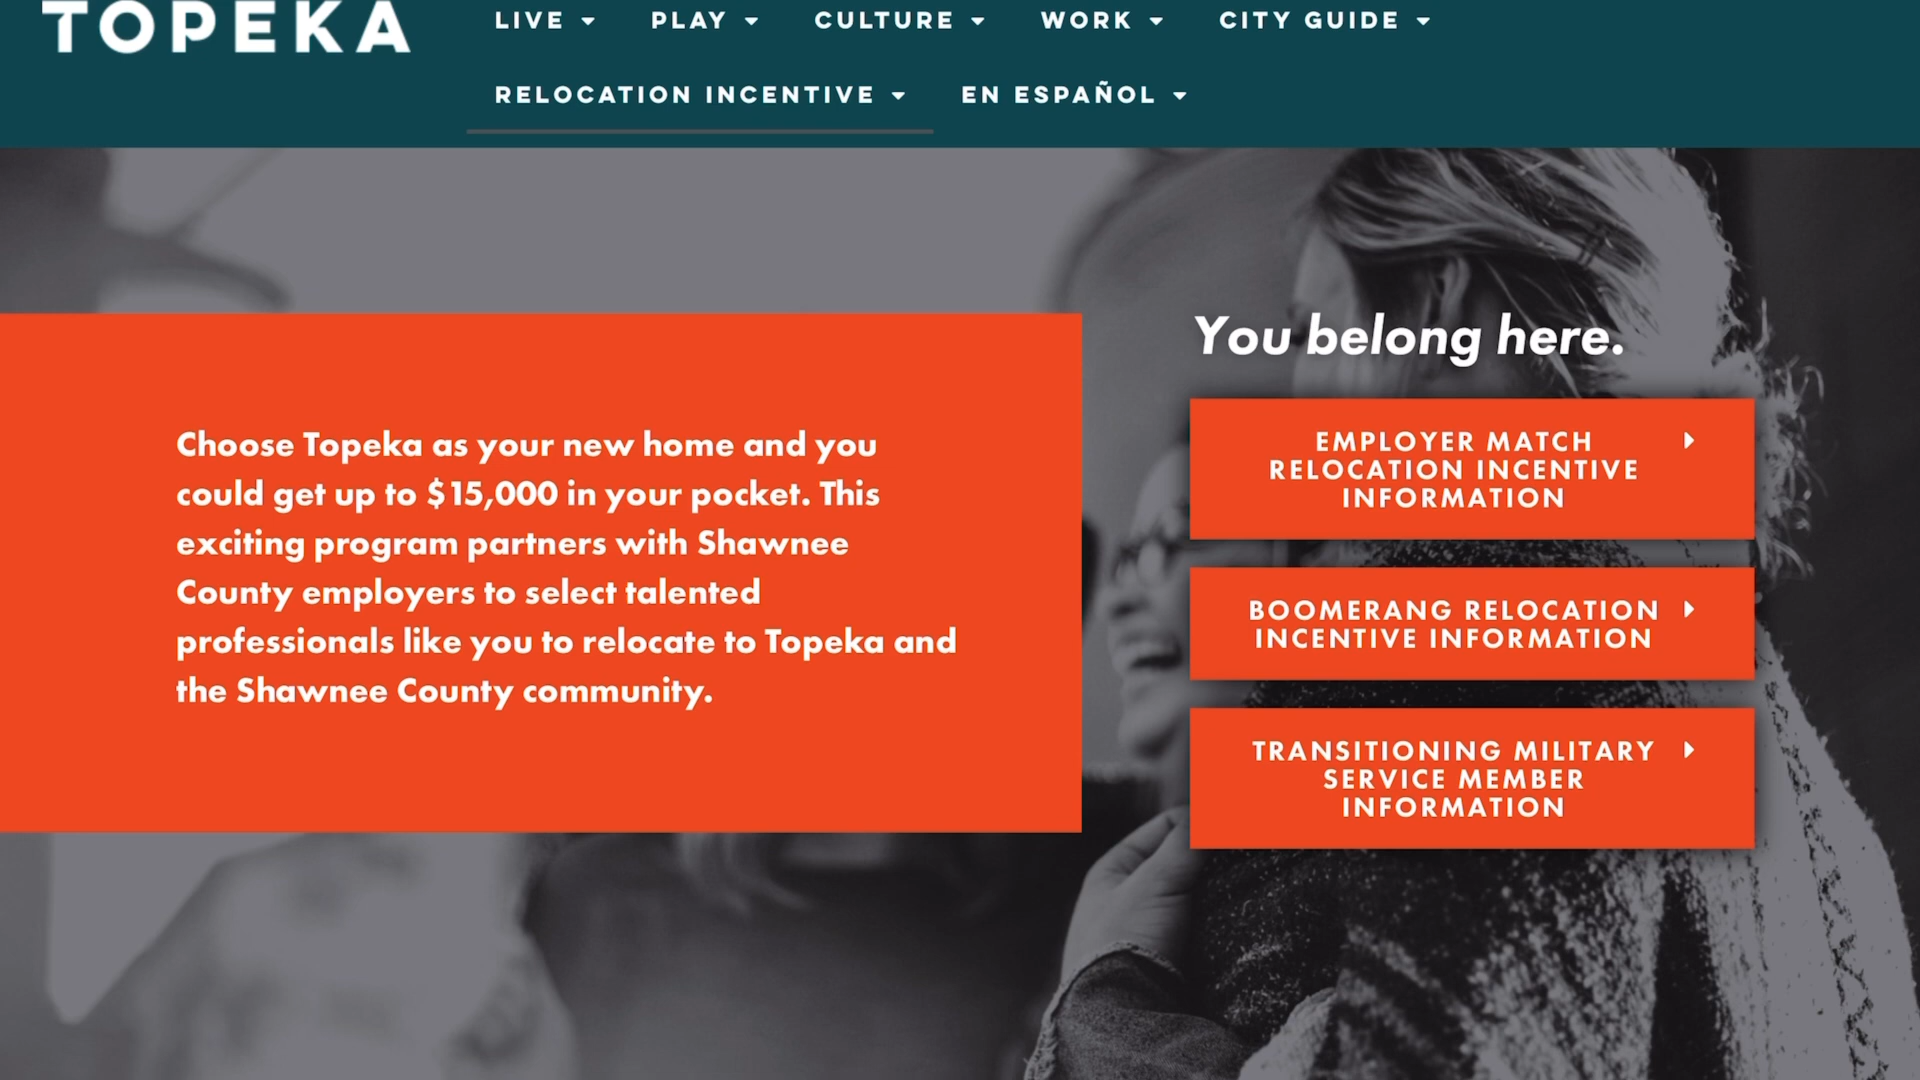 TOPEKA
LIVE
PLAY
CULTURE
WORK
CITY GUIDE
RELOCATION INCENTIVE
EN ESPAÑOL
Choose Topeka as your new home and you
could get up to $15,000 in your pocket. This
exciting program partners with Shawnee
County employers to select talented
professionals like you to relocate to Topeka and
the Shawnee County community.
You belong here.
EMPLOYER MATCH
RELOCATION INCENTIVE
INFORMATION
BOOMERANG RELOCATION
INCENTIVE INFORMATION
TRANSITIONING MILITARY
SERVICE MEMBER
INFORMATION